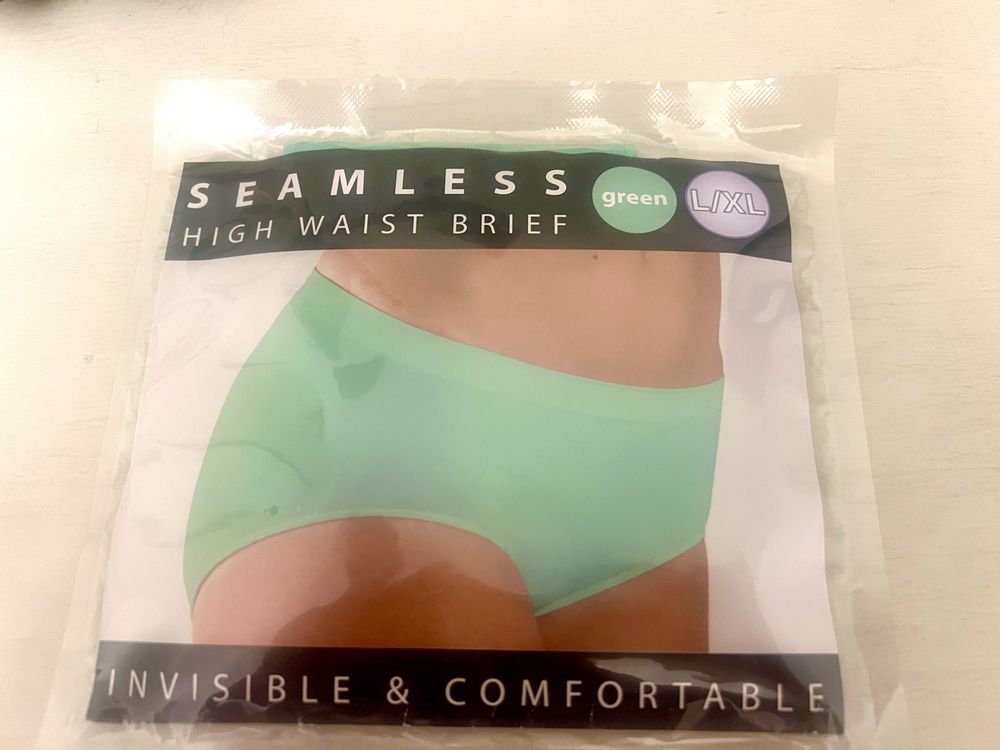 SEAMLESS
HIGH WAIST BRIEF
green
L/XL
INVISIBLE & COMFORTABLE